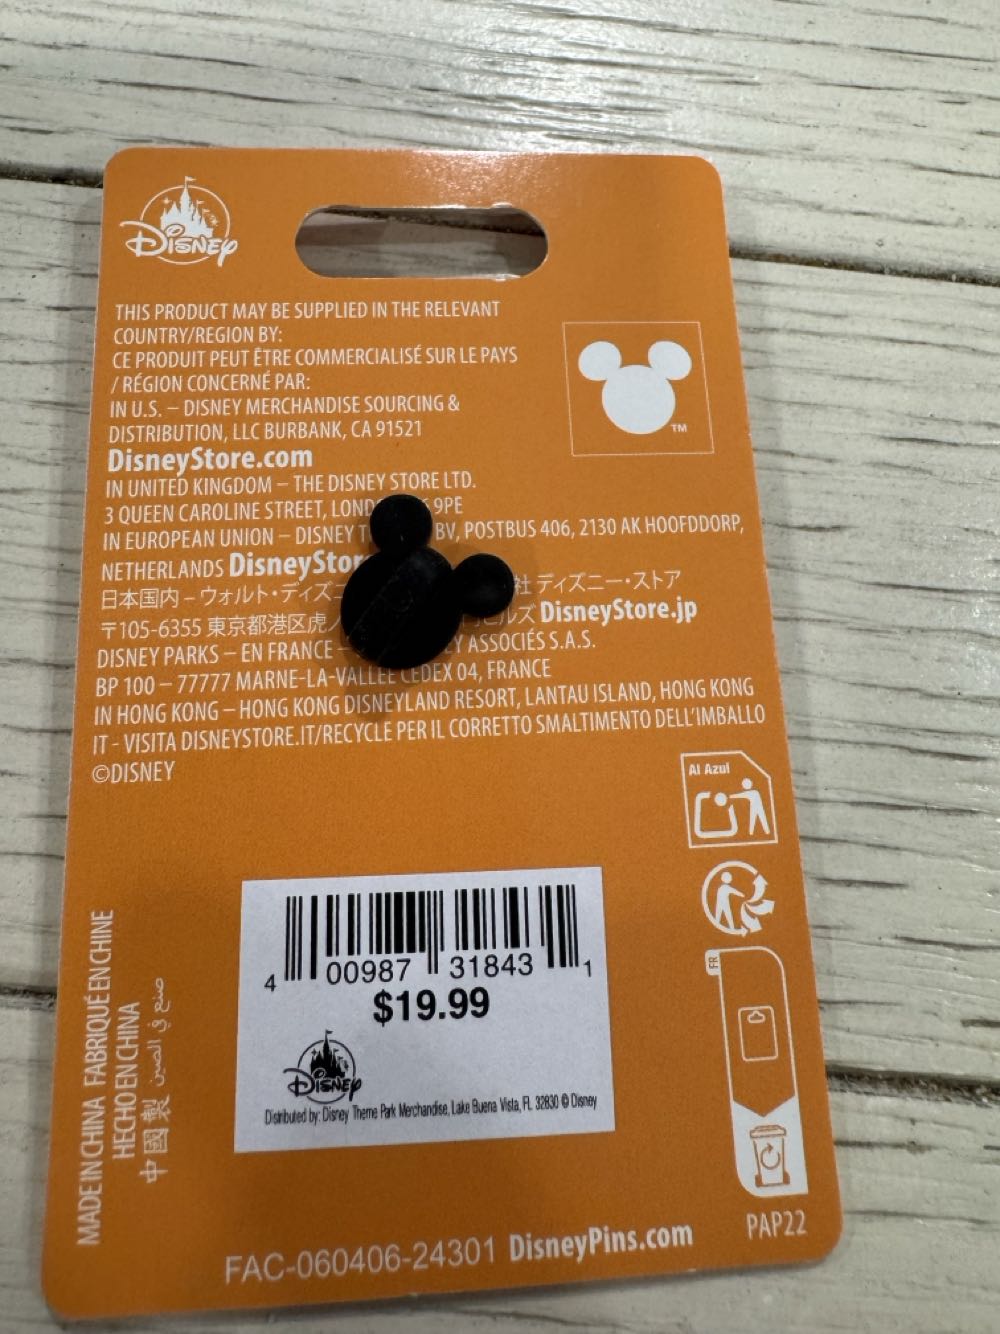 Disney
THIS PRODUCT MAY BE SUPPLIED IN THE RELEVANT
COUNTRY/REGION BY:
CE PRODUIT PEUT ÊTRE COMMERCIALISÉ SUR LE PAYS
/ RÉGION CONCERNÉ PAR:
IN U.S. – DISNEY MERCHANDISE SOURCING &
DISTRIBUTION, LLC BURBANK, CA 91521
DisneyStore.com
IN UNITED KINGDOM – THE DISNEY STORE LTD.
3 QUEEN CAROLINE STREET, 9PE
IN EUROPEAN UNION – DISNEY BV, POSTBUS 406, 2130 AK HOOFDDORP,
NETHERLANDS
日本国内 – ウォルト・ディズニ 社 ディズニー・ストア
〒105-6355 東京都港区虎 ヒルズ DisneyStore.jp
DISNEY PARKS – EN FRANCE – ASSOCIÉS S.A.S.
BP 100 – 77777 MARNE-LA-VALLÉE CEDEX 04, FRANCE
IN HONG KONG – HONG KONG DISNEYLAND RESORT, LANTAU ISLAND, HONG KONG
IT - VISITA DISNEYSTORE.IT/RECYCLE PER IL CORRETTO SMALTIMENTO DELL'IMBALLO
©DISNEY
TM
Al Azul
FR
MADE IN CHINA FABRIQUÉ EN CHINE
HECHO EN CHINA
صنع في الصين
中國製
4 00987 31843 1
$19.99
Disney
Distributed by: Disney Theme Park Merchandise, Lake Buena Vista, FL 32830 © Disney
PAP22
FAC-060406-24301 DisneyPins.com